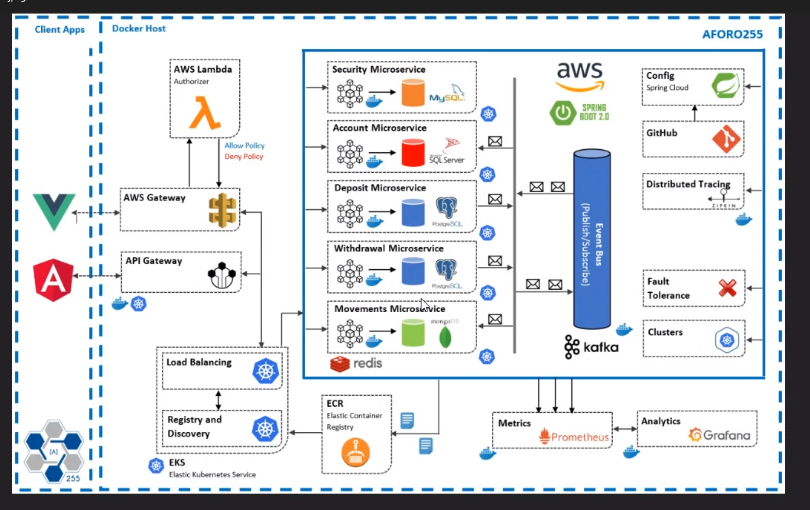 Client Apps
Docker Host
AFORO255
AWS Lambda
Authorizer
Allow Policy
Deny Policy
AWS Gateway
API Gateway
Load Balancing
Registry and
Discovery
EKS
Elastic Kubernetes Service
[A]
255
Security Microservice
MySQL
Account Microservice
SQL Server
Deposit Microservice
PostgreSQL
Withdrawal Microservice
PostgreSQL
Movements Microservice
mongoDB
redis
ECR
Elastic Container
Registry
aws
SPRING
BOOT 2.0
Event Bus
(Publish/Subscribe)
kafka
Config
Spring Cloud
GitHub
Distributed Tracing
ZIPKIN
Fault
Tolerance
Clusters
Metrics
Prometheus
Analytics
Grafana